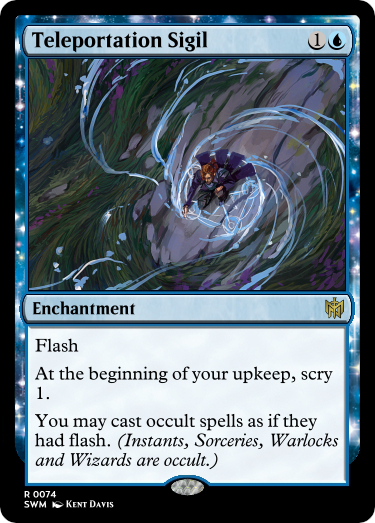 Teleportation Sigil 1
Enchantment
Flash
At the beginning of your upkeep, scry
1.
You may cast occult spells as if they
had flash. (Instants, Sorceries, Warlocks
and Wizards are occult.)
R 0074
SWM Kent Davis